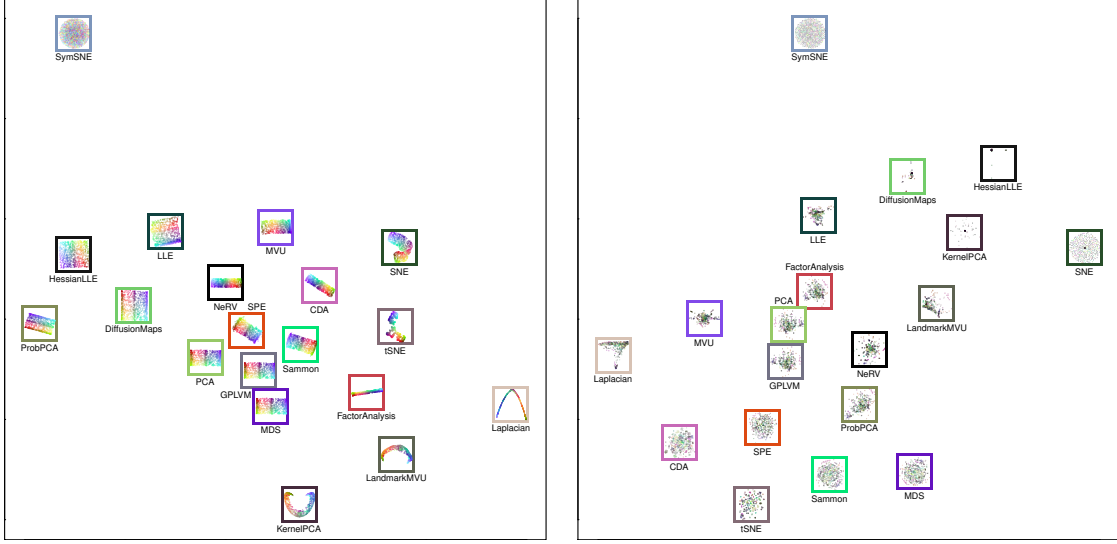 SymSNE
LLE
MVU
SNE
HessianLLE
NeRV
SPE
CDA
DiffusionMaps
ProbPCA
tSNE
Sammon
PCA
GPLVM
FactorAnalysis
MDS
Laplacian
LandmarkMVU
KernelPCA
SymSNE
HessianLLE
DiffusionMaps
LLE
KernelPCA
SNE
FactorAnalysis
PCA
LandmarkMVU
MVU
NeRV
Laplacian
GPLVM
ProbPCA
SPE
CDA
MDS
Sammon
tSNE